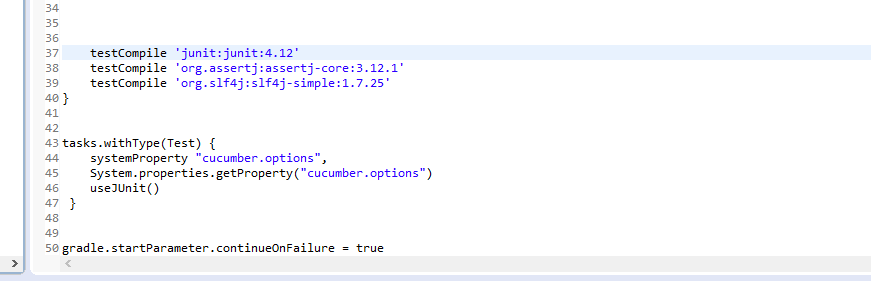 34
35
36
37 testCompile 'junit:junit:4.12'
38 testCompile 'org.assertj:assertj-core:3.12.1'
39 testCompile 'org.slf4j:slf4j-simple:1.7.25'
40 }
41
42
43 tasks.withType(Test) {
44 systemProperty "cucumber.options",
45 System.properties.getProperty("cucumber.options")
46 useJUnit()
47 }
48
49
50 gradle.startParameter.continueOnFailure = true